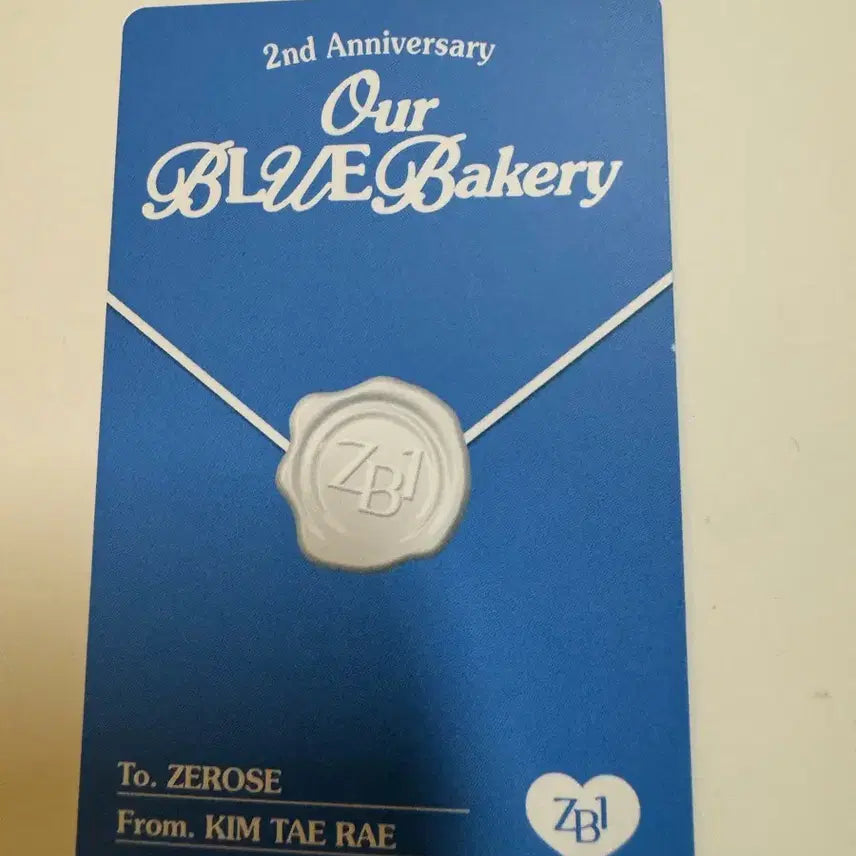 2nd Anniversary
Our
BLUE Bakery
ZB1
To. ZEROSE
From. KIM TAE RAE
ZB1